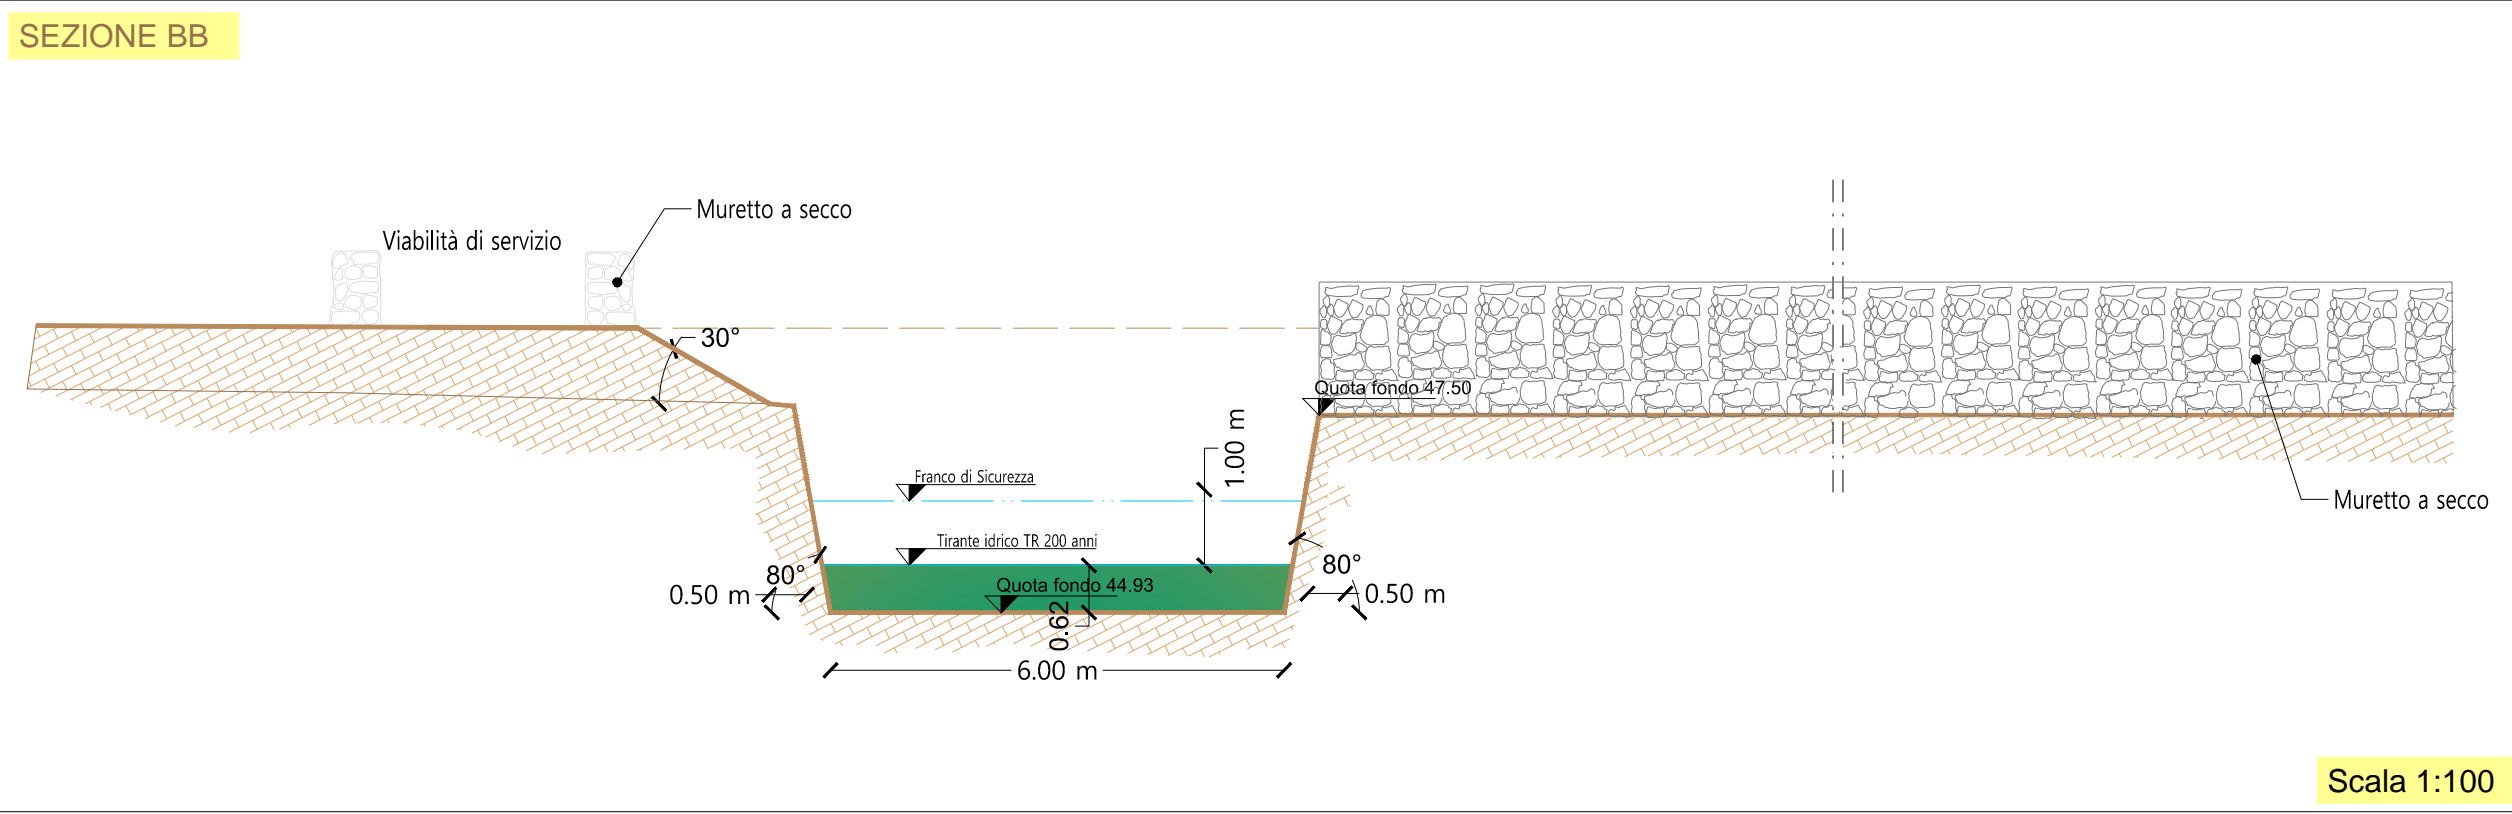 SEZIONE BB
Muretto a secco
Viabilità di servizio
30°
Quota fondo 47.50
1.00 m
Franco di Sicurezza
Muretto a secco
Tirante idrico TR 200 anni
80°
80°
Quota fondo 44.93
0.50 m
0.50 m
0.62
6.00 m
Scala 1:100